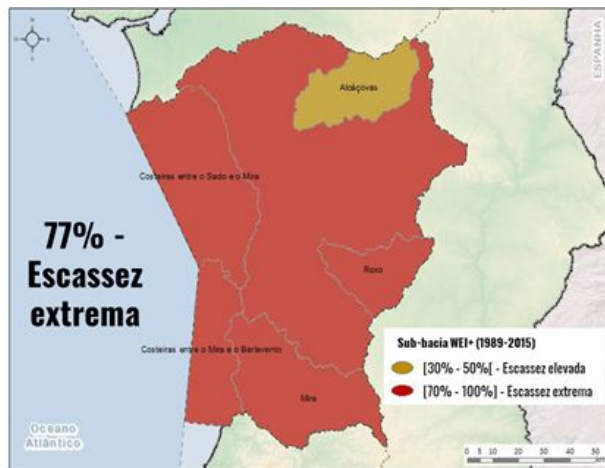 ESPANHA
Alcáçovas
Costeiras entre o Sado e o Mira
77% -
Escassez
extrema
Roxo
Sub-bacia WEI+ (1989-2015)
[30% - 50%[ - Escassez elevada
[70% - 100%] - Escassez extrema
Costeiras entre o Mira e o Barlavento
Mira
Oceano
Atlântico
0 5 10 20 30 40 50